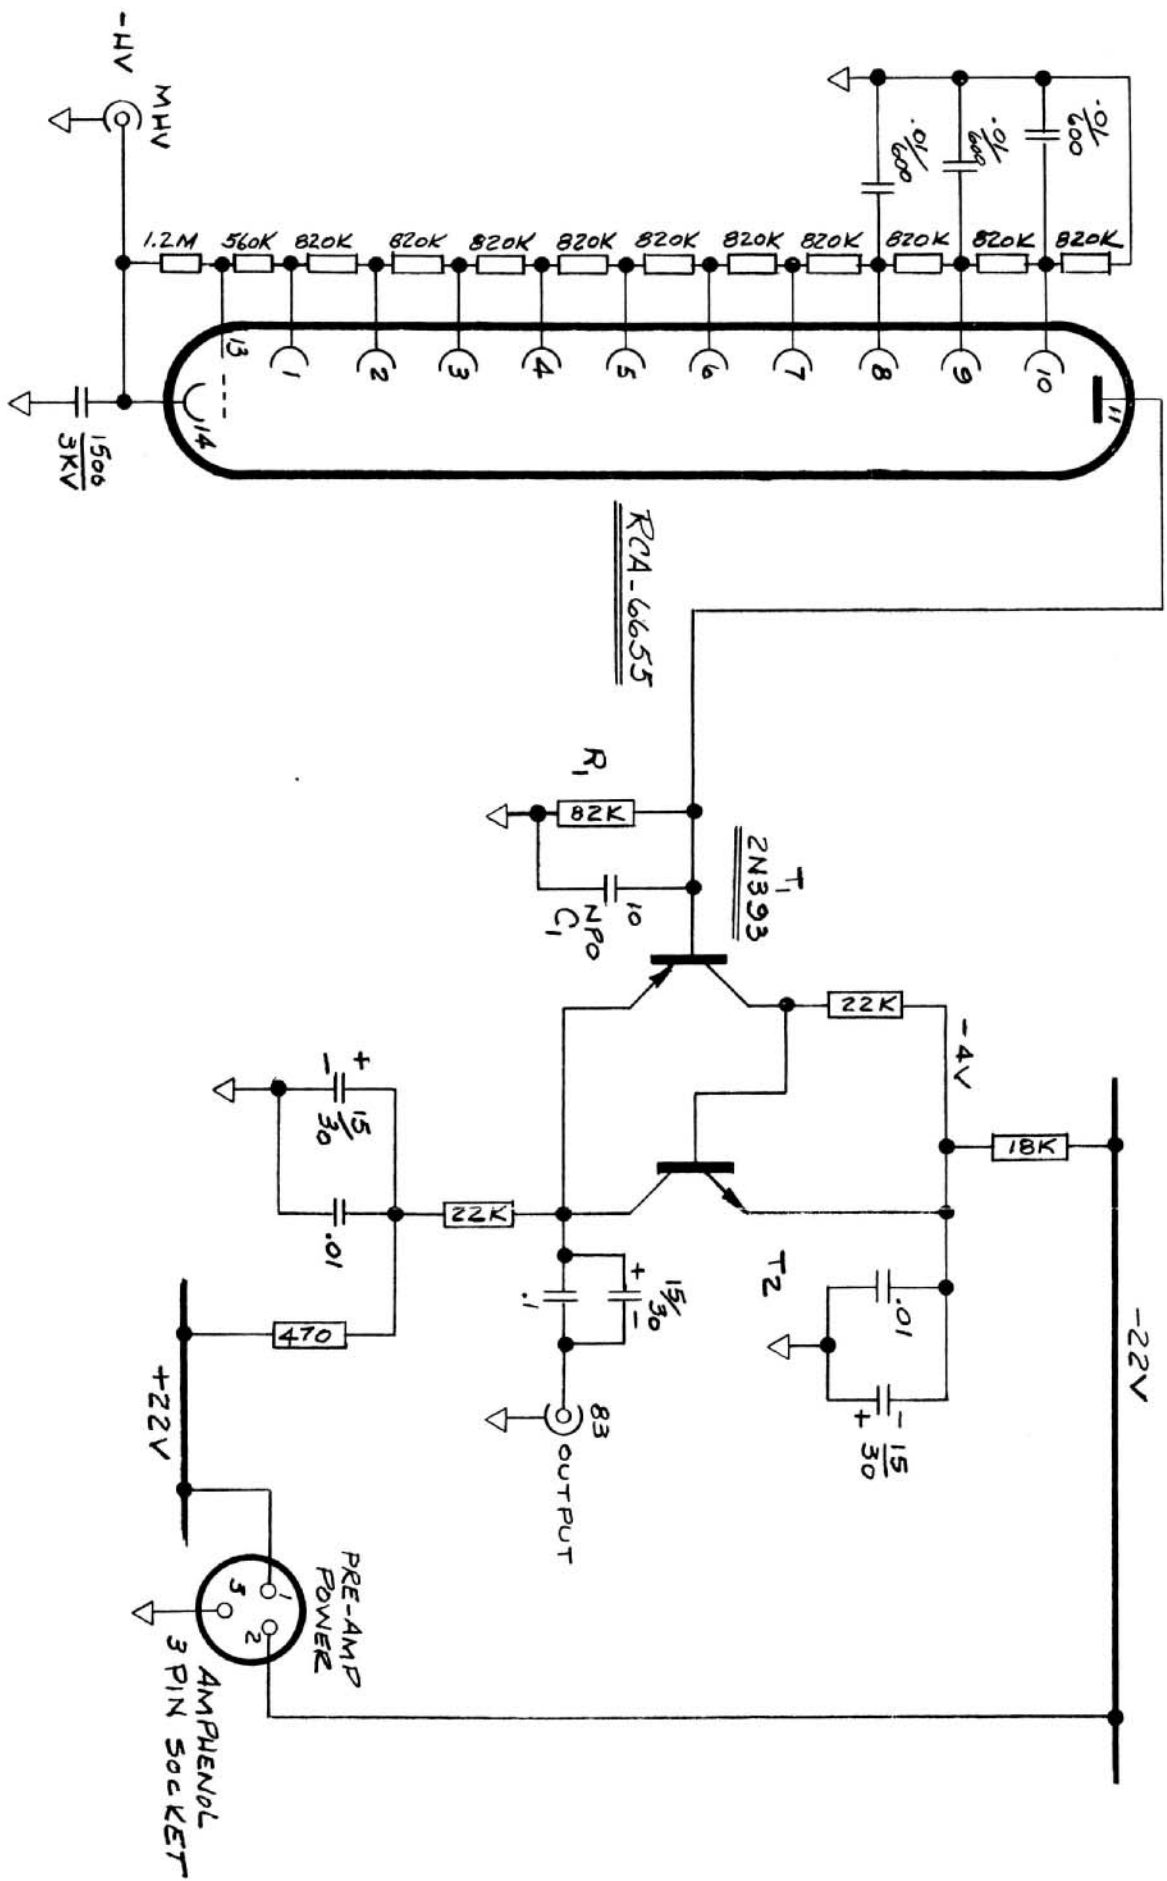 -HV
MHV
.01/600
.01/600
.01/600
1.2M
560K
820K
820K
820K
820K
820K
820K
820K
820K
820K
820K
13
1
2
3
4
5
6
7
8
9
10
11
14
1500
3KV
RCA-6655
R1
82K
10
NPO
C1
T1
2N393
22K
-4V
18K
-22V
+
-
15/30
.01
22K
470
+22V
T2
.01
-
+
15
30
+
15/30
-
.1
83
OUTPUT
PRE-AMP
POWER
1
2
3
AMPHENOL
3 PIN SOCKET